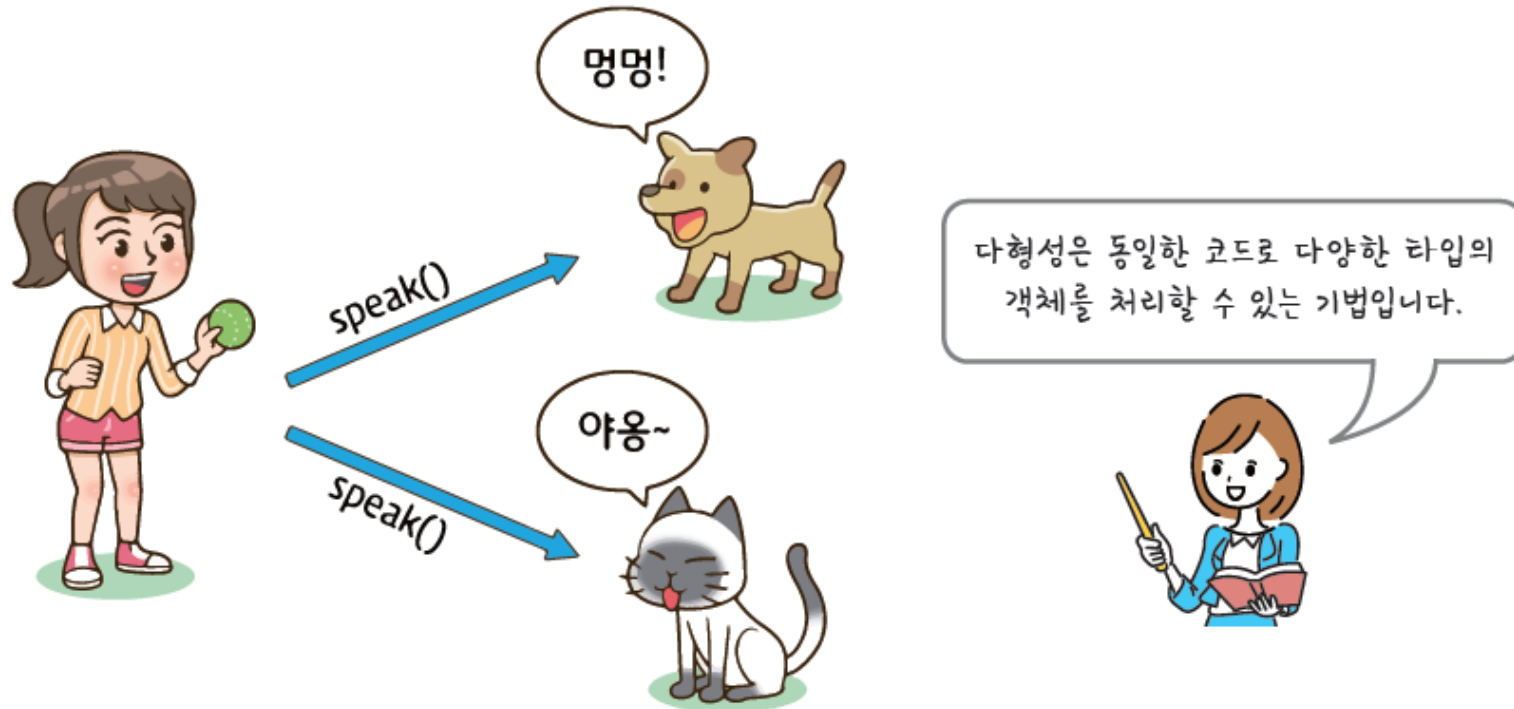 멍멍!
speak()
야옹~
speak()
다형성은 동일한 코드로 다양한 타입의
객체를 처리할 수 있는 기법입니다.